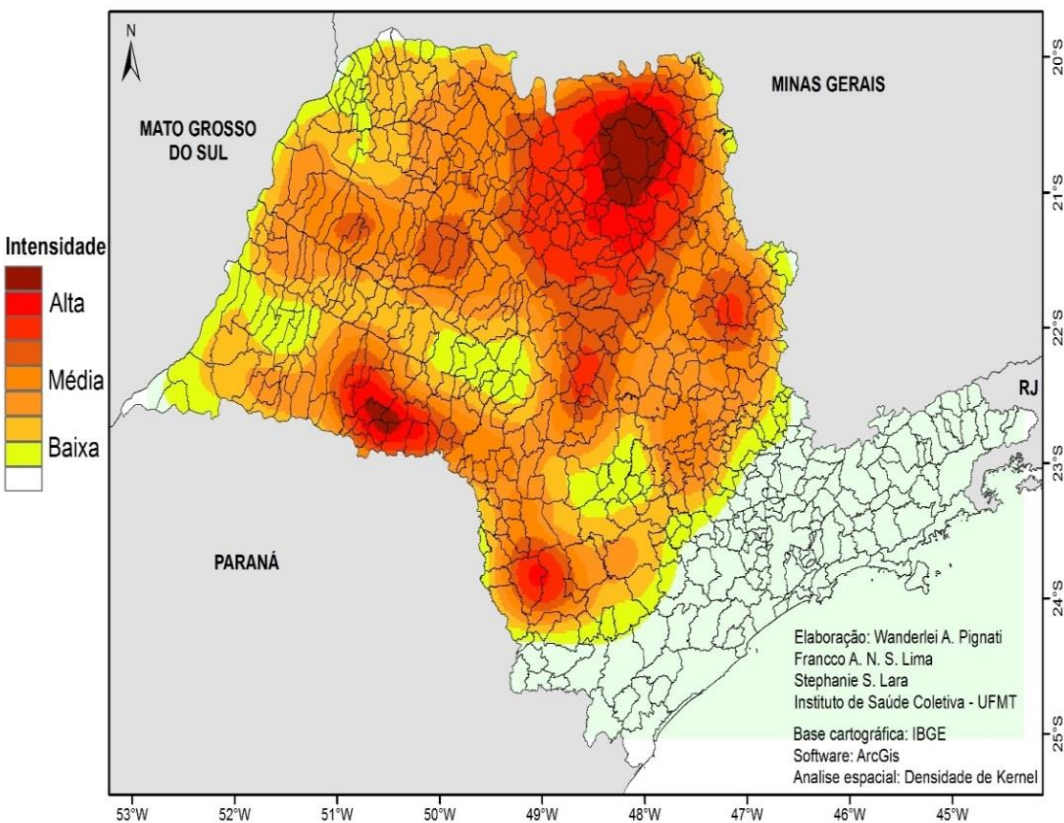 N
MATO GROSSO
DO SUL
MINAS GERAIS
20°S
21°S
22°S
23°S
24°S
25°S
Intensidade
Alta
Média
Baixa
RJ
PARANÁ
Elaboração: Wanderlei A. Pignati
Francco A. N. S. Lima
Stephanie S. Lara
Instituto de Saúde Coletiva - UFMT
Base cartográfica: IBGE
Software: ArcGis
Analise espacial: Densidade de Kernel
53°W 52°W 51°W 50°W 49°W 48°W 47°W 46°W 45°W